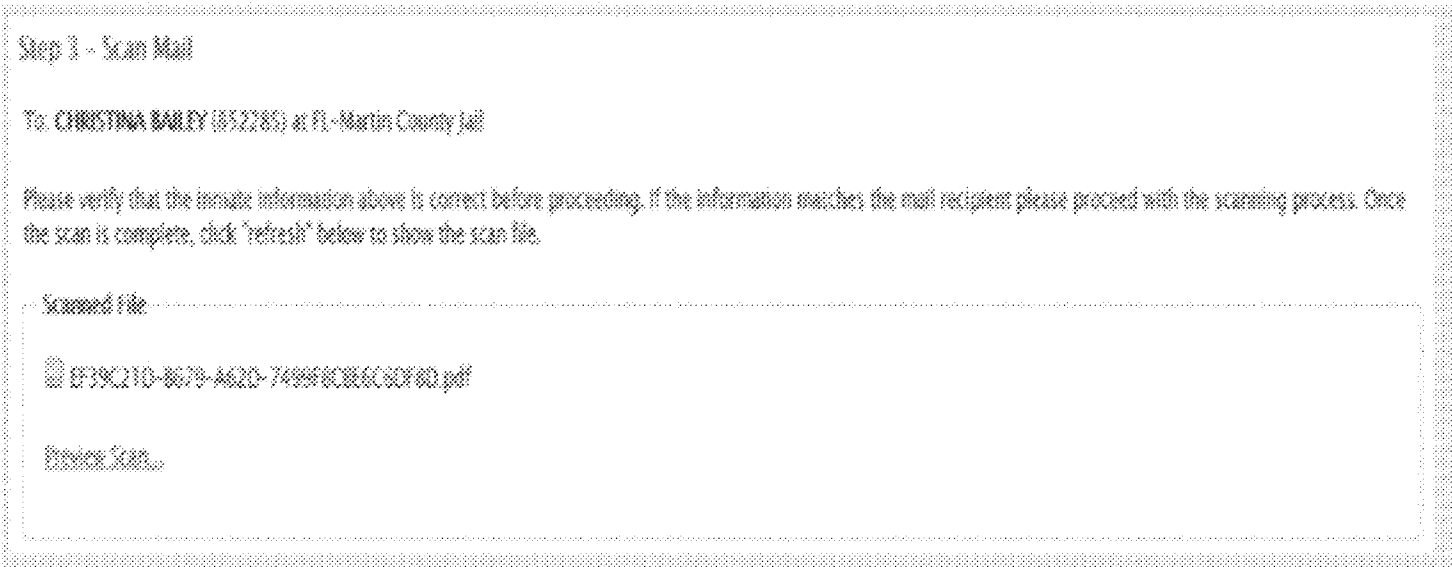 Step 3 - Scan Mail
To: CHRISTINA BAILEY (852285) at FL-Martin County Jail
Please verify that the inmate information above is correct before proceeding. If the information matches the mail recipient please proceed with the scanning process. Once
the scan is complete, click "refresh" below to show the scan file.
Scanned File
Preview Scan...